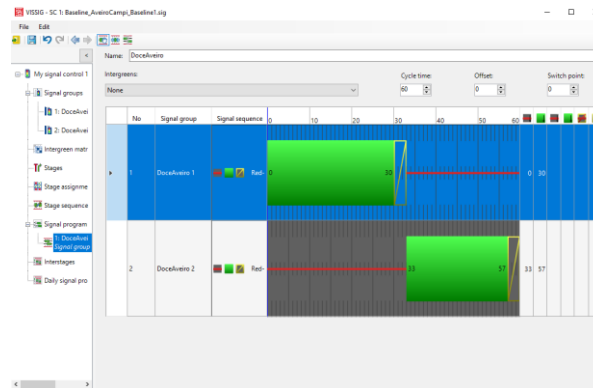 VISSIG - SC 1: Baseline_AveiroCampi_Baseline1.sig
File Edit
Name: DoceAveiro
My signal control 1
Signal groups
1: DoceAvei
2: DoceAvei
Intergreen matr
Stages
Stage assignme
Stage sequence
Signal program
1: DoceAvei
Signal group
Interstages
Daily signal pro
Intergreens: Cycle time: Offset: Switch point:
None 60 0 0
No Signal group Signal sequence 0 10 20 30 40 50 60
1 DoceAveiro 1 Red- 0 30 0 30
2 DoceAveiro 2 Red- 33 57 33 57